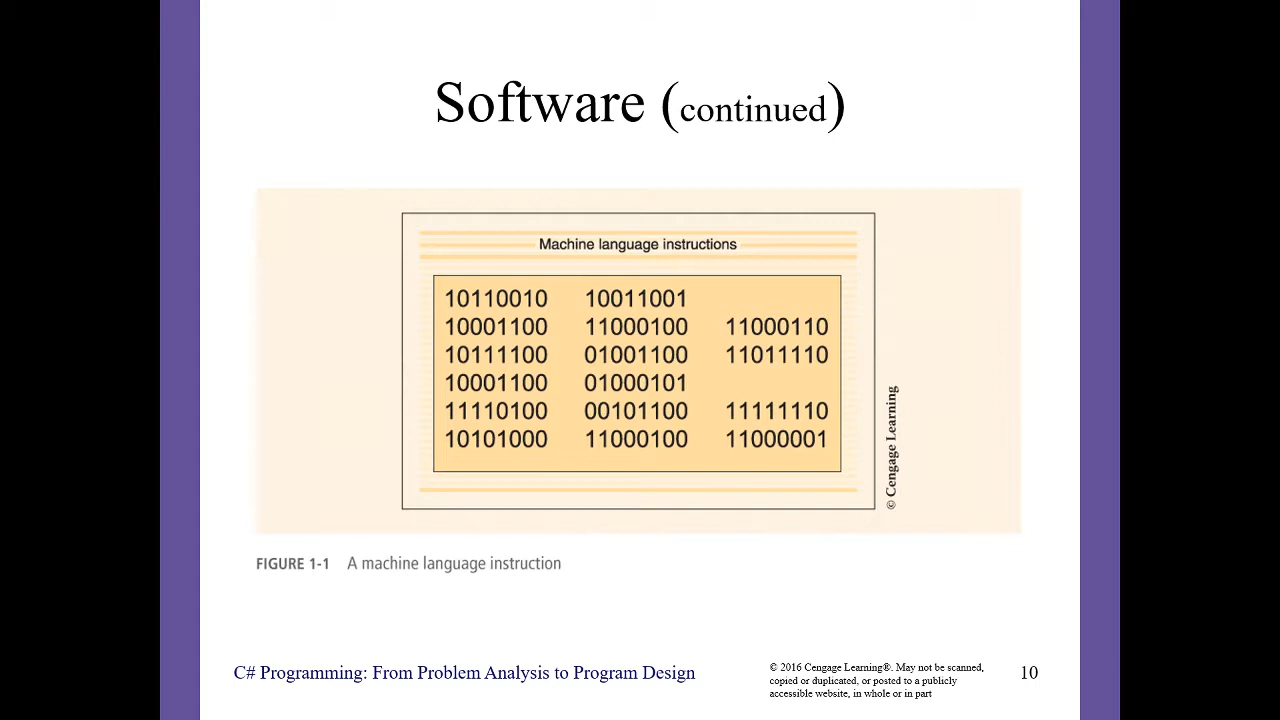 Software (continued)
Machine language instructions
10110010 10011001
10001100 11000100 11000110
10111100 01001100 11011110
10001100 01000101
11110100 00101100 11111110
10101000 11000100 11000001
© Cengage Learning
FIGURE 1-1 A machine language instruction
C# Programming: From Problem Analysis to Program Design
© 2016 Cengage Learning®. May not be scanned,
copied or duplicated, or posted to a publicly
accessible website, in whole or in part
10